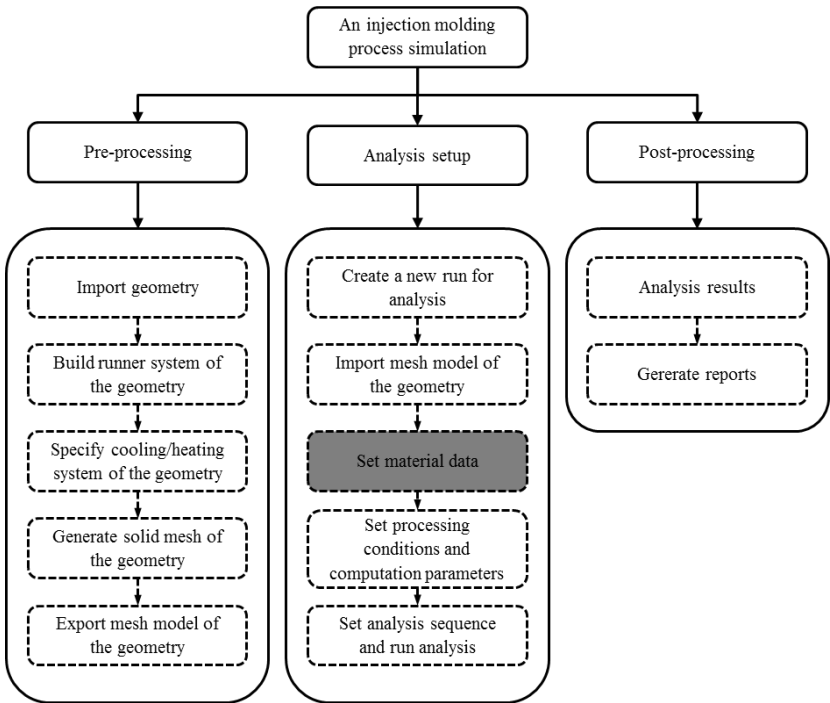 An injection molding
process simulation
Pre-processing
Analysis setup
Post-processing
Import geometry
Build runner system of
the geometry
Specify cooling/heating
system of the geometry
Generate solid mesh of
the geometry
Export mesh model of
the geometry
Create a new run for
analysis
Import mesh model of
the geometry
Set material data
Set processing
conditions and
computation parameters
Set analysis sequence
and run analysis
Analysis results
Gererate reports